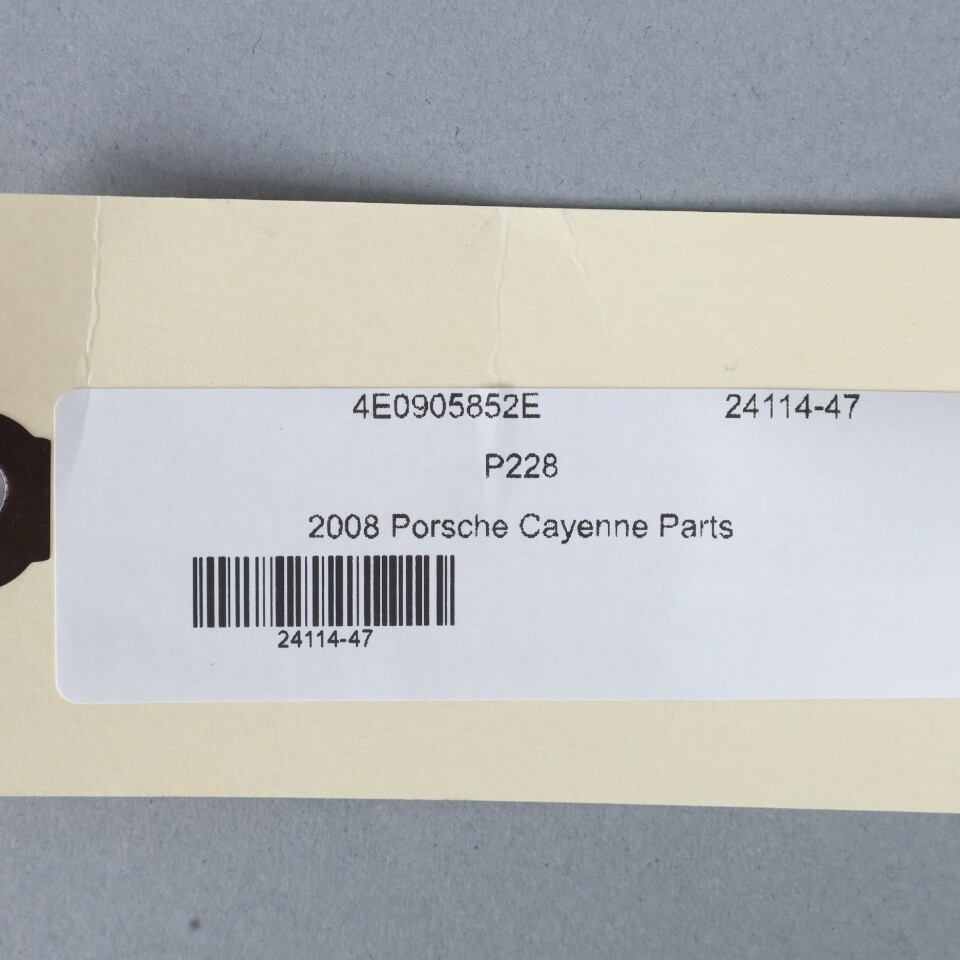 4E0905852E 24114-47
P228
2008 Porsche Cayenne Parts
24114-47